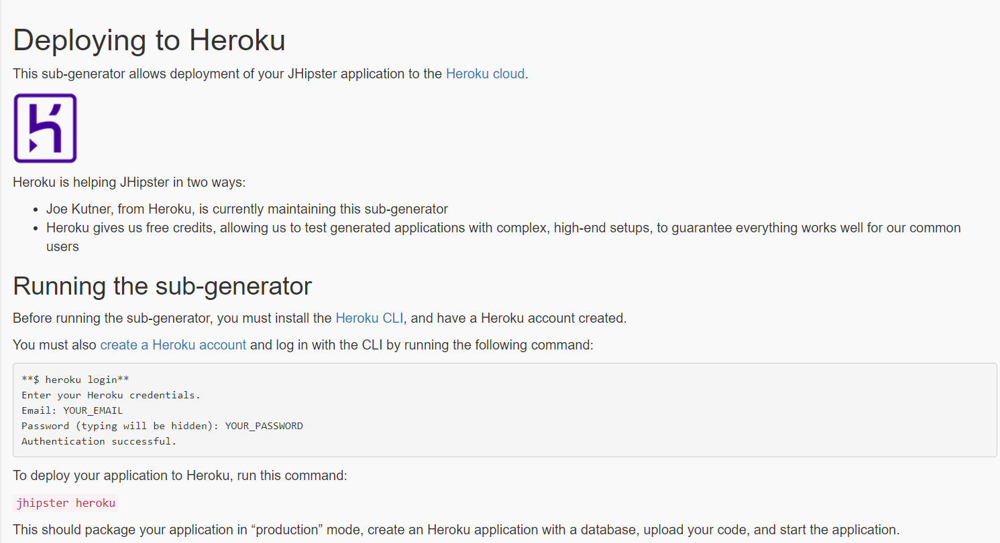 Deploying to Heroku
This sub-generator allows deployment of your JHipster application to the Heroku cloud.
Heroku is helping JHipster in two ways:
• Joe Kutner, from Heroku, is currently maintaining this sub-generator
• Heroku gives us free credits, allowing us to test generated applications with complex, high-end setups, to guarantee everything works well for our common
users
Running the sub-generator
Before running the sub-generator, you must install the Heroku CLI, and have a Heroku account created.
You must also create a Heroku account and log in with the CLI by running the following command:
**$ heroku login**
Enter your Heroku credentials.
Email: YOUR_EMAIL
Password (typing will be hidden): YOUR_PASSWORD
Authentication successful.
To deploy your application to Heroku, run this command:
jhipster heroku
This should package your application in “production” mode, create an Heroku application with a database, upload your code, and start the application.